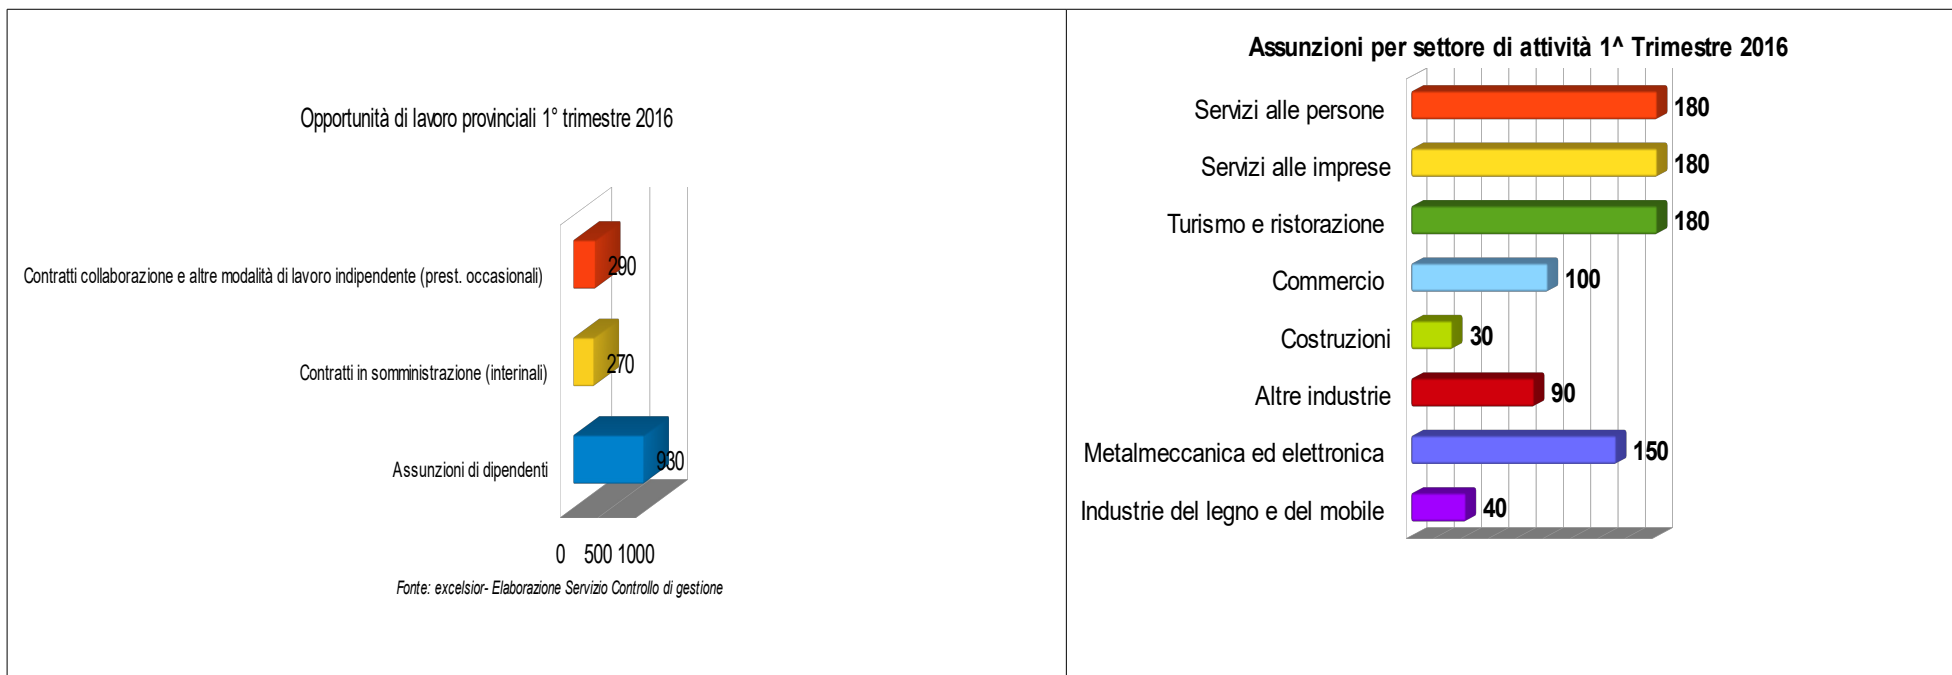 Opportunità di lavoro provinciali 1° trimestre 2016
Contratti collaborazione e altre modalità di lavoro indipendente (prest. occasionali)
290
Contratti in somministrazione (interinali)
270
Assunzioni di dipendenti
930
0 500 1000
Fonte: excelsior- Elaborazione Servizio Controllo di gestione
Assunzioni per settore di attività 1^ Trimestre 2016
Servizi alle persone 180
Servizi alle imprese 180
Turismo e ristorazione 180
Commercio 100
Costruzioni 30
Altre industrie 90
Metalmeccanica ed elettronica 150
Industrie del legno e del mobile 40